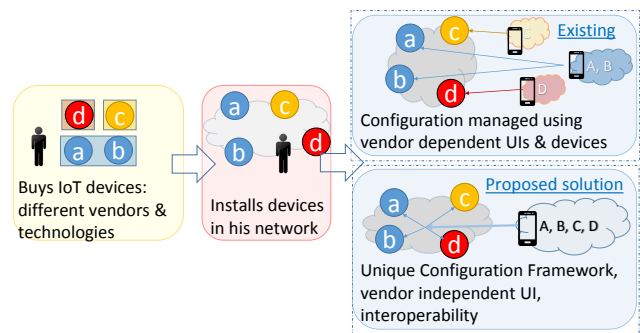 d
c
a
b
Buys IoT devices:
different vendors &
technologies
a
c
b
d
Installs devices
in his network
Existing
a
c
b
d
A, B
D
Configuration managed using
vendor dependent UIs & devices
Proposed solution
a
c
b
d
A, B, C, D
Unique Configuration Framework,
vendor independent UI,
interoperability